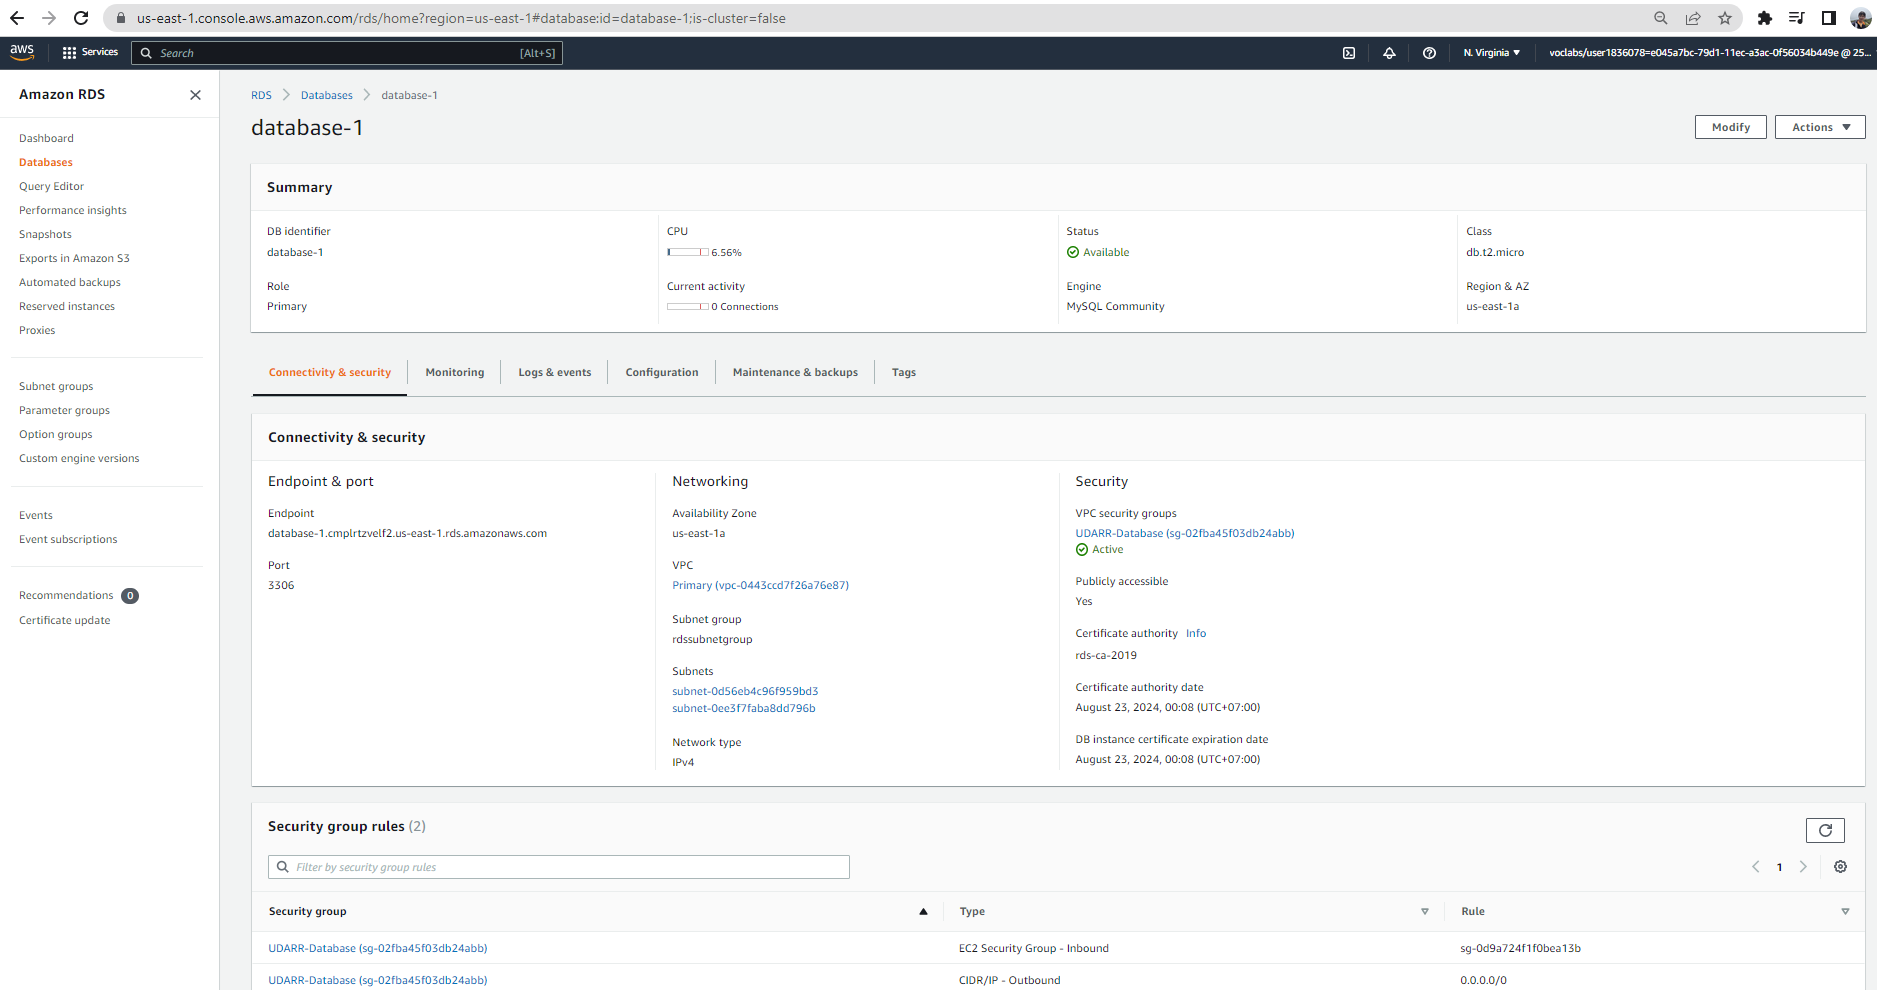 us-east-1.console.aws.amazon.com/rds/home?region=us-east-1#database:id=database-1;is-cluster=false
aws
Services
Search
[Alt+S]
N. Virginia
voclabs/user1836078=e045a7bc-79d1-11ec-a3ac-0f56034b449e @ 25...
Amazon RDS
Dashboard
Databases
Query Editor
Performance insights
Snapshots
Exports in Amazon S3
Automated backups
Reserved instances
Proxies
Subnet groups
Parameter groups
Option groups
Custom engine versions
Events
Event subscriptions
Recommendations 0
Certificate update
RDS
Databases
database-1
database-1
Modify
Actions
Summary
DB identifier
database-1
CPU
6.56%
Status
Available
Class
db.t2.micro
Role
Primary
Current activity
0 Connections
Engine
MySQL Community
Region & AZ
us-east-1a
Connectivity & security
Monitoring
Logs & events
Configuration
Maintenance & backups
Tags
Connectivity & security
Endpoint & port
Endpoint
database-1.cmplrtzvelf2.us-east-1.rds.amazonaws.com
Port
3306
Networking
Availability Zone
us-east-1a
VPC
Primary (vpc-0443ccd7f26a76e87)
Subnet group
rdssubnetgroup
Subnets
subnet-0d56eb4c96f959bd3
subnet-0ee3f7faba8dd796b
Network type
IPv4
Security
VPC security groups
UDARR-Database (sg-02fba45f03db24abb)
Active
Publicly accessible
Yes
Certificate authority Info
rds-ca-2019
Certificate authority date
August 23, 2024, 00:08 (UTC+07:00)
DB instance certificate expiration date
August 23, 2024, 00:08 (UTC+07:00)
Security group rules (2)
Filter by security group rules
1
Security group
Type
Rule
UDARR-Database (sg-02fba45f03db24abb)
EC2 Security Group - Inbound
sg-0d9a724f1f0bea13b
UDARR-Database (sg-02fba45f03db24abb)
CIDR/IP - Outbound
0.0.0.0/0